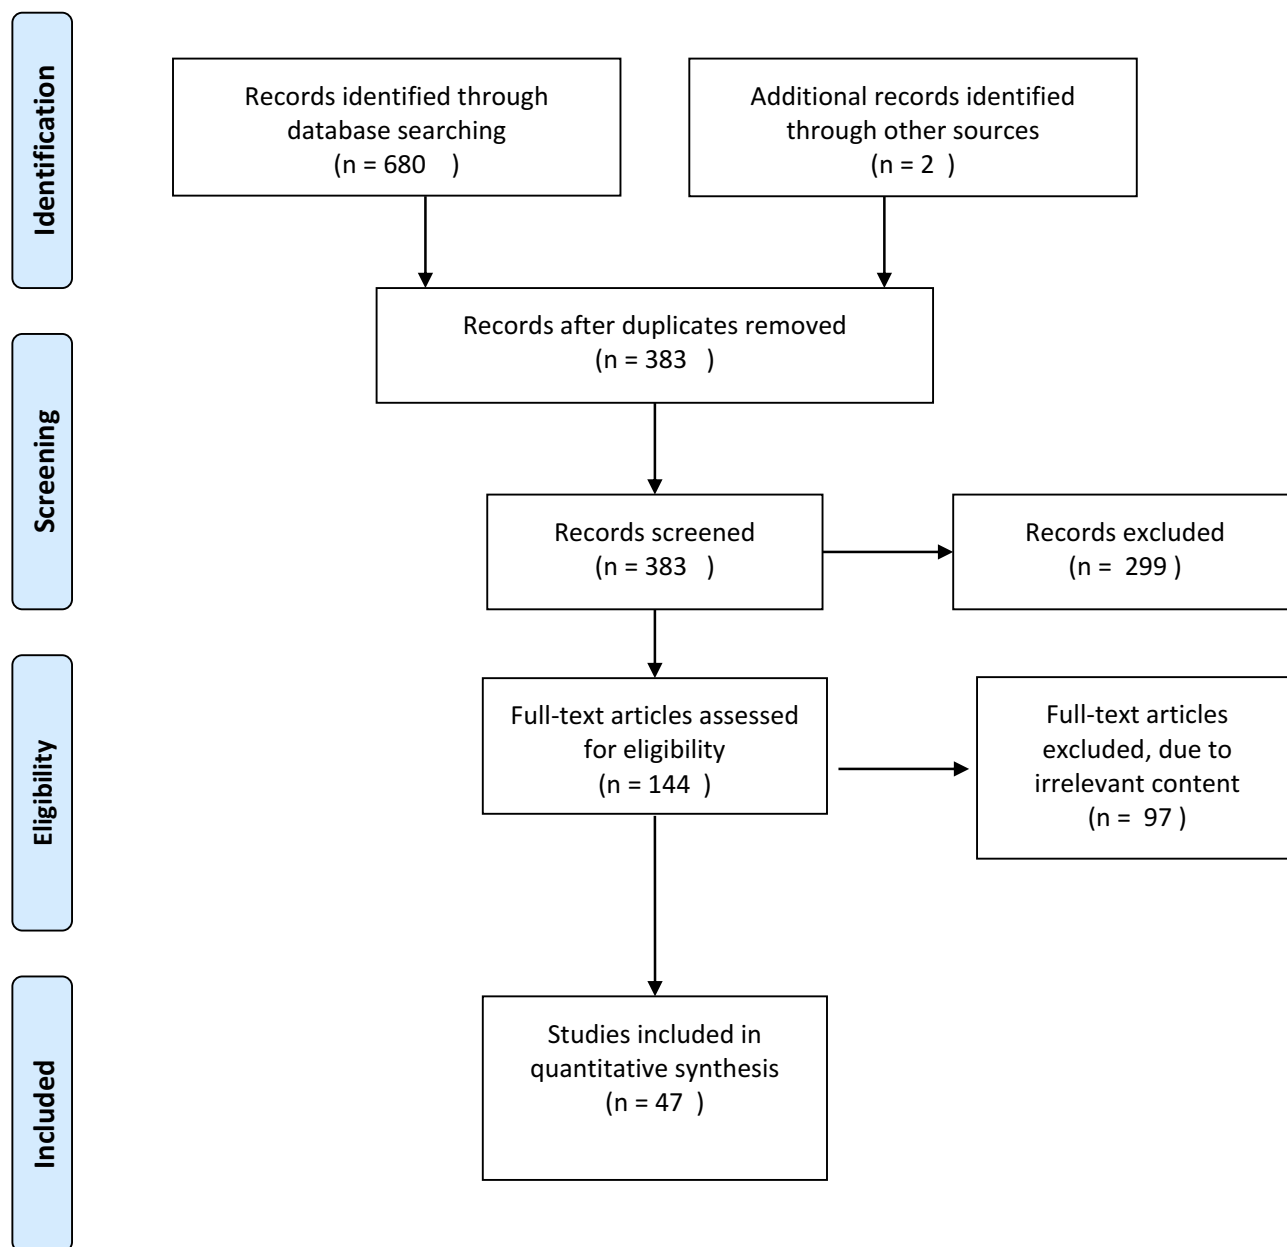 Identification
Records identified through
database searching
(n = 680    )
Additional records identified
through other sources
(n = 2  )
Records after duplicates removed
(n = 383   )
Screening
Records screened
(n = 383   )
Records excluded
(n =  299 )
Eligibility
Full-text articles assessed
for eligibility
(n = 144  )
Full-text articles
excluded, due to
irrelevant content
(n =  97 )
Included
Studies included in
quantitative synthesis
(n = 47  )